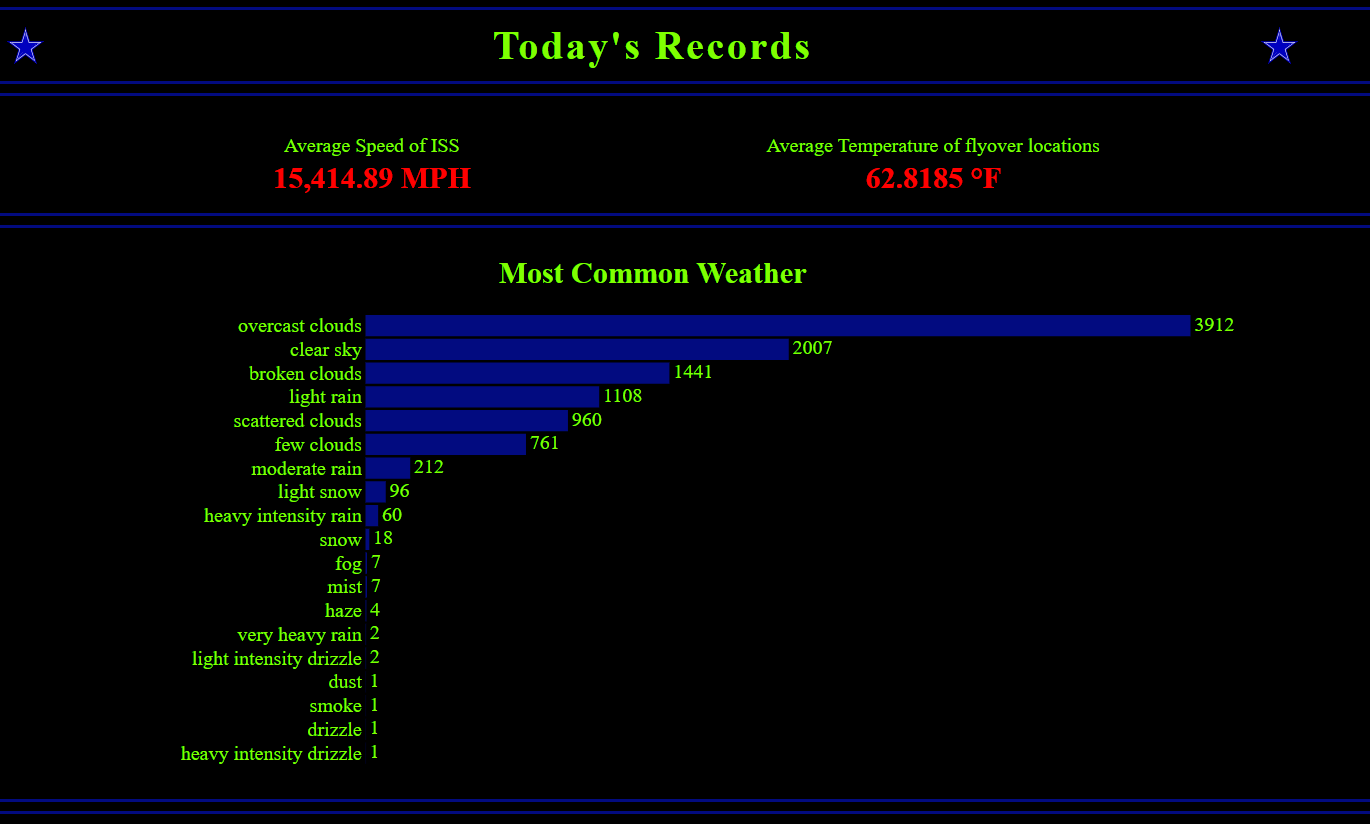 Today's Records
Average Speed of ISS
15,414.89 MPH
Average Temperature of flyover locations
62.8185 °F
Most Common Weather
overcast clouds 3912
clear sky 2007
broken clouds 1441
light rain 1108
scattered clouds 960
few clouds 761
moderate rain 212
light snow 96
heavy intensity rain 60
snow 18
fog 7
mist 7
haze 4
very heavy rain 2
light intensity drizzle 2
dust 1
smoke 1
drizzle 1
heavy intensity drizzle 1